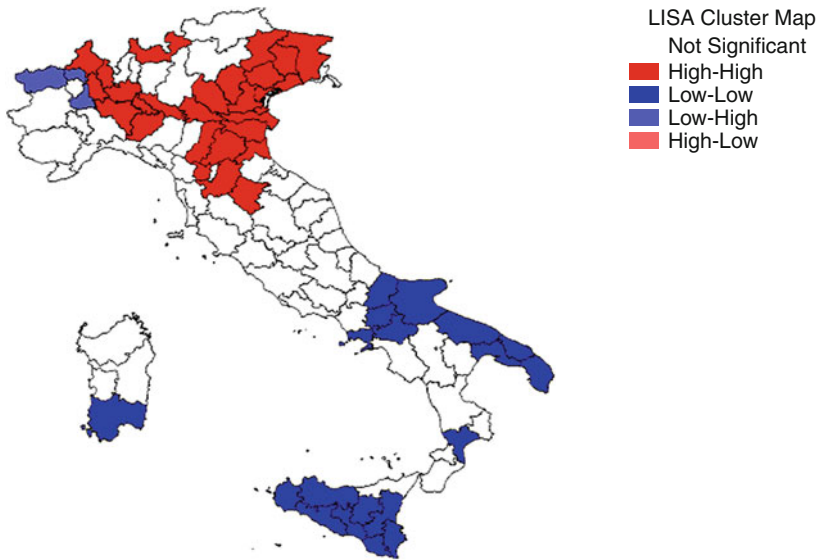 LISA Cluster Map
Not Significant
High-High
Low-Low
Low-High
High-Low